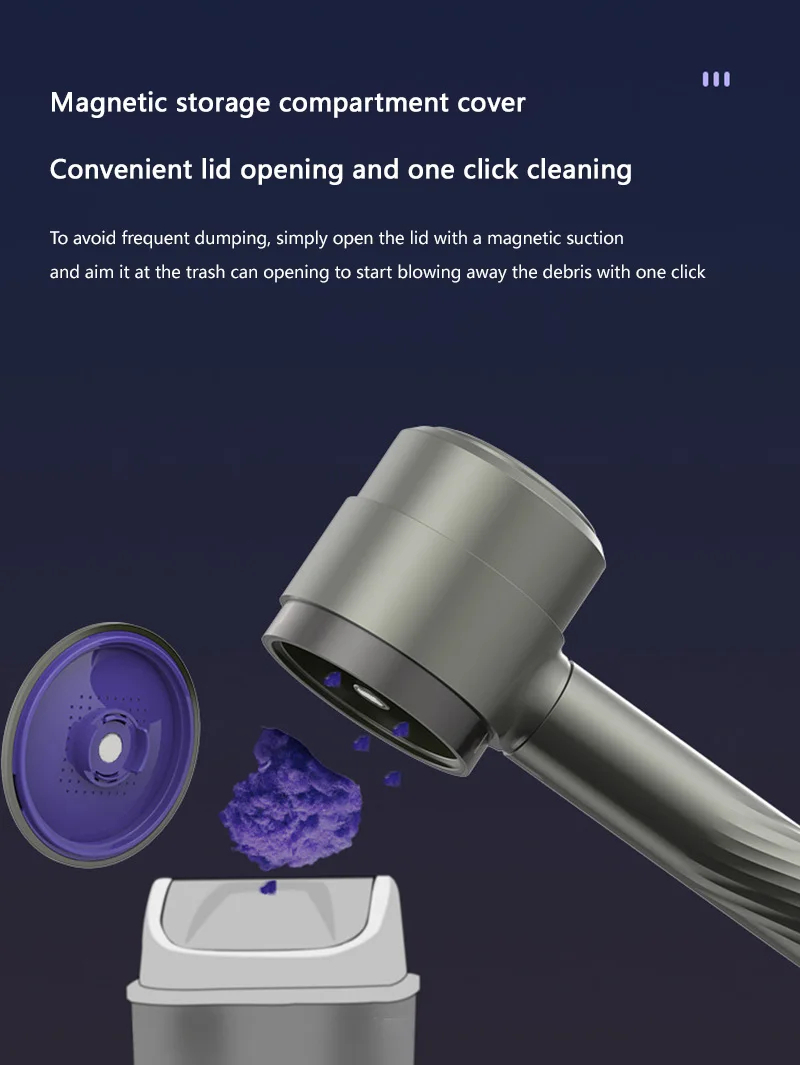 Magnetic storage compartment cover
Convenient lid opening and one click cleaning
To avoid frequent dumping, simply open the lid with a magnetic suction
and aim it at the trash can opening to start blowing away the debris with one click